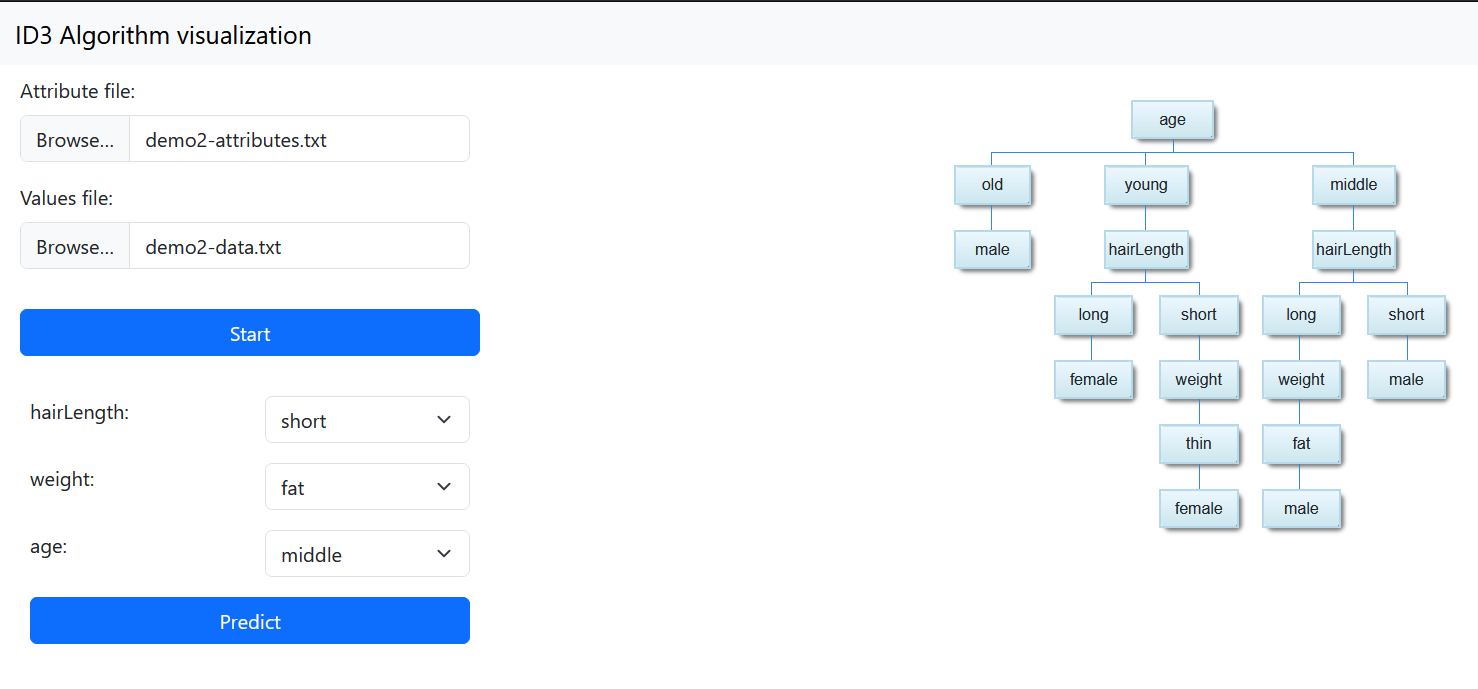 ID3 Algorithm visualization
Attribute file:
Browse... demo2-attributes.txt
Values file:
Browse... demo2-data.txt
Start
hairLength: short
weight: fat
age: middle
Predict
age
old young middle
male hairLength hairLength
long short long short
female weight weight male
thin fat
female male